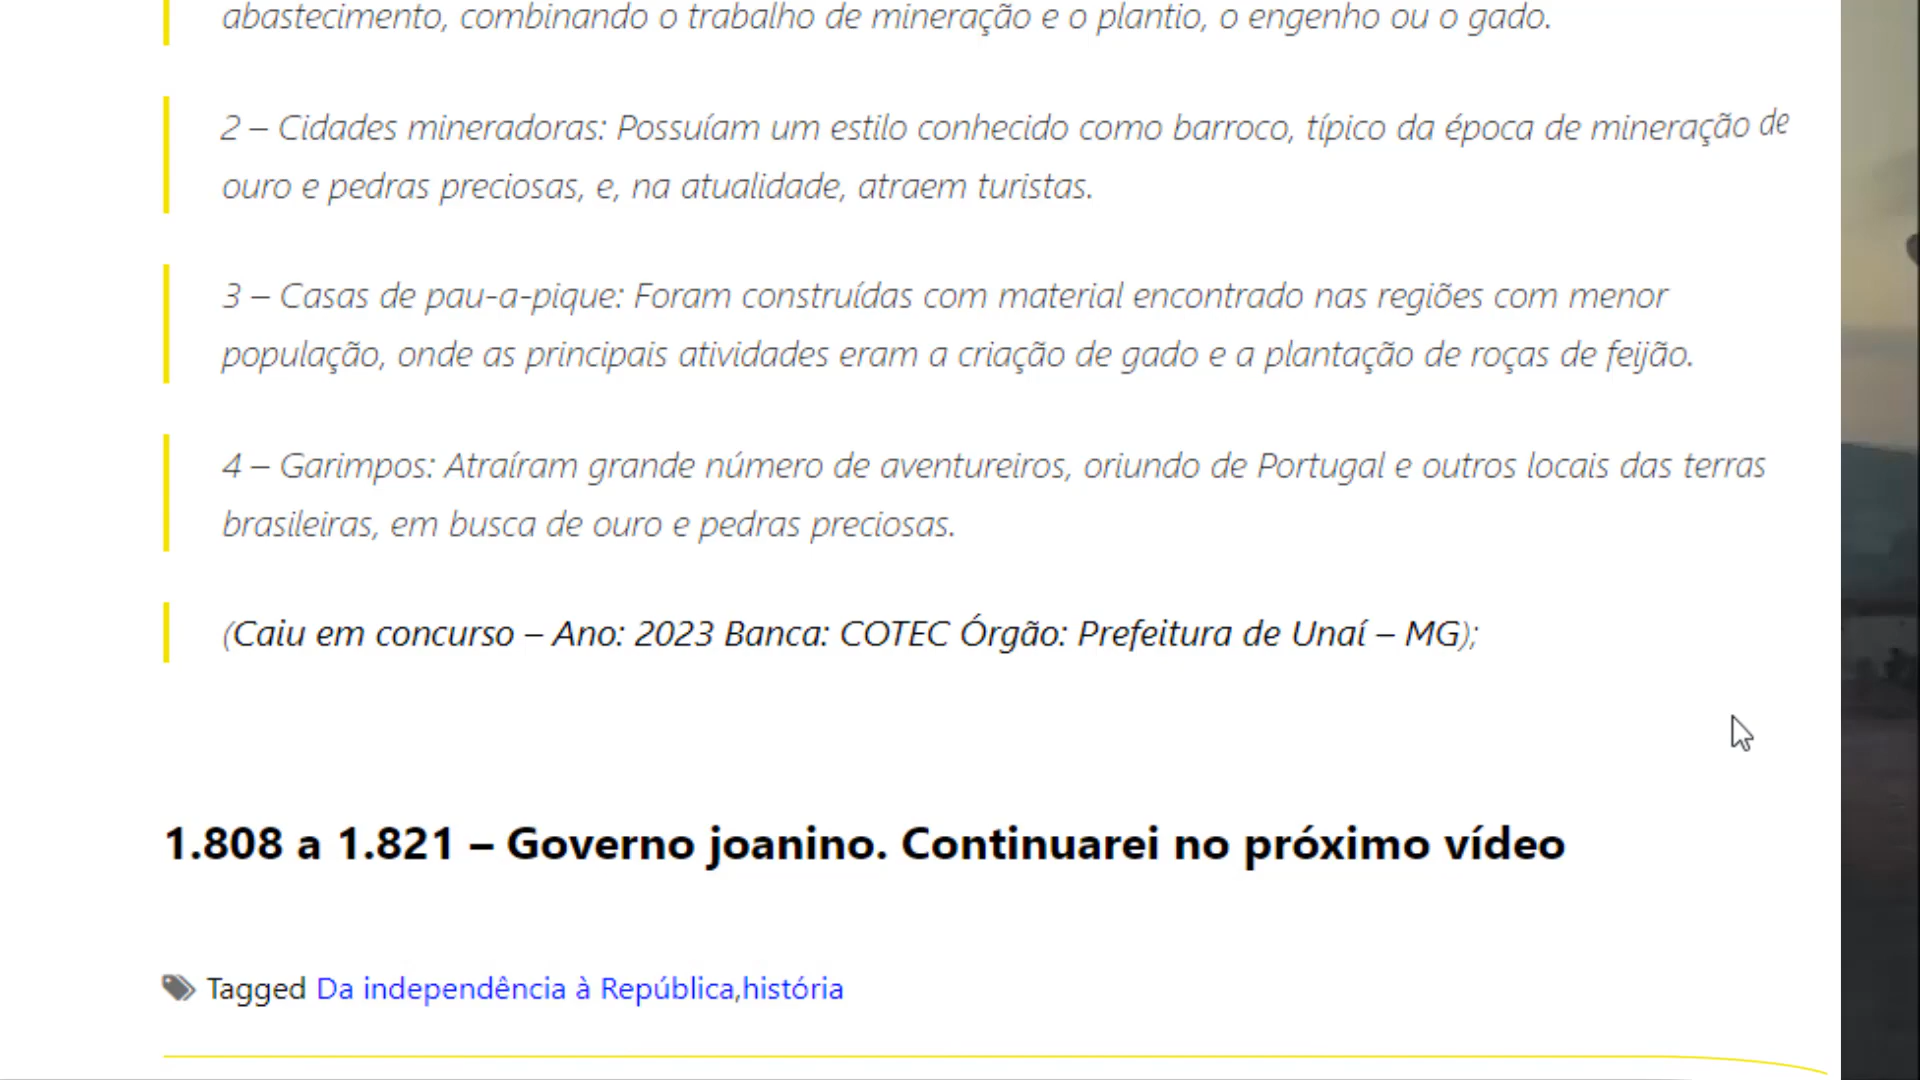 abastecimento, combinando o trabalho de mineração e o plantio, o engenho ou o gado.
2 – Cidades mineradoras: Possuíam um estilo conhecido como barroco, típico da época de mineração de
ouro e pedras preciosas, e, na atualidade, atraem turistas.
3 – Casas de pau-a-pique: Foram construídas com material encontrado nas regiões com menor
população, onde as principais atividades eram a criação de gado e a plantação de roças de feijão.
4 – Garimpos: Atraíram grande número de aventureiros, oriundo de Portugal e outros locais das terras
brasileiras, em busca de ouro e pedras preciosas.
(Caiu em concurso – Ano: 2023 Banca: COTEC Órgão: Prefeitura de Unaí – MG);
1.808 a 1.821 – Governo joanino. Continuarei no próximo vídeo
Tagged Da independência à República,história